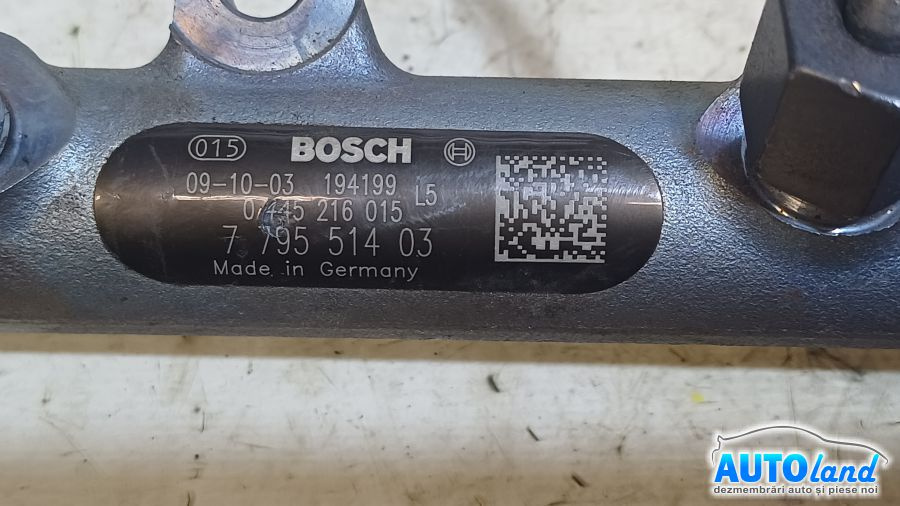 015 BOSCH
09-10-03 194199 L5
0445 216 015
7 795 514 03
Made in Germany
AUTOland
dezmembrări auto și piese noi